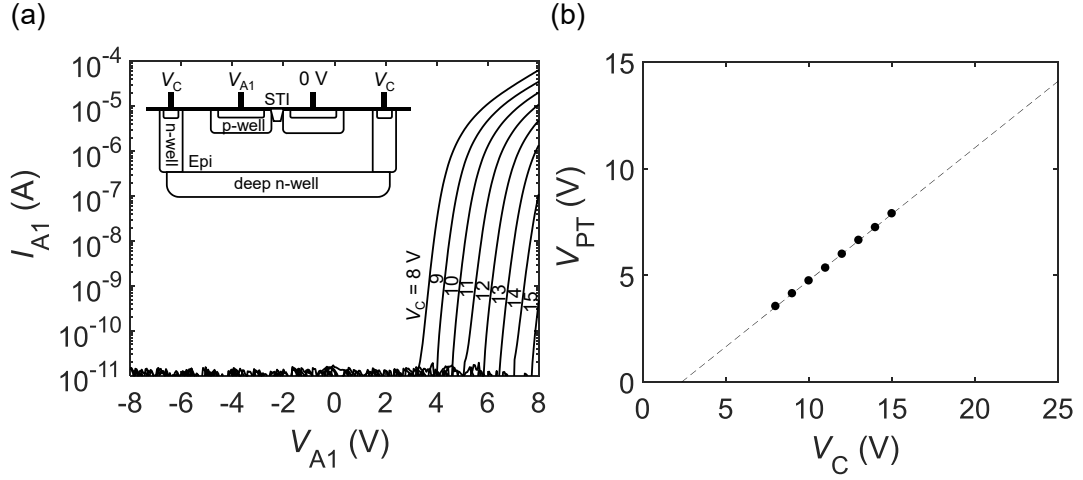 (a)
(b)
10⁻⁴
10⁻⁵
10⁻⁶
10⁻⁷
10⁻⁸
10⁻⁹
10⁻¹⁰
10⁻¹¹
I_A1 (A)
V_C V_A1 0 V V_C
STI
p-well
n-well
Epi
deep n-well
V_C = 8 V 9 10 11 12 13 14 15
-8 -6 -4 -2 0 2 4 6 8
V_A1 (V)
15
10
5
0
V_PT (V)
0 5 10 15 20 25
V_C (V)